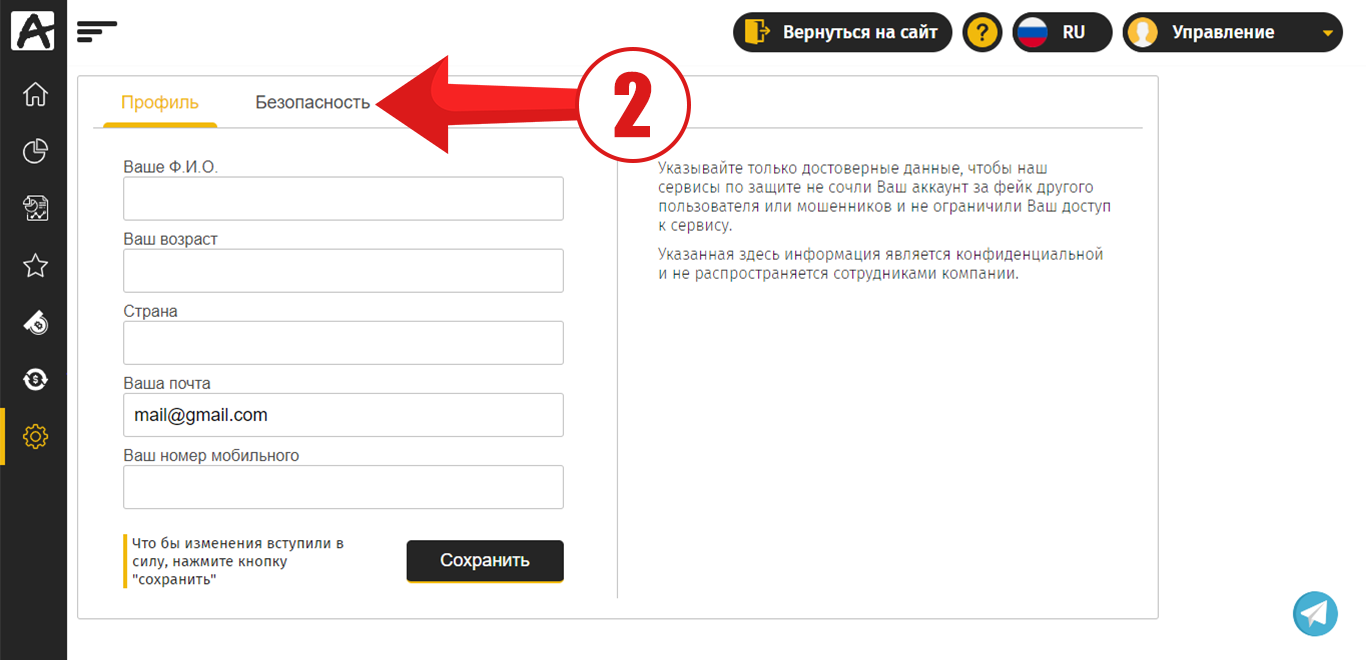 Вернуться на сайт
?
RU
Управление
Профиль
Безопасность
2
Ваше Ф.И.О.
Ваш возраст
Страна
Ваша почта
mail@gmail.com
Ваш номер мобильного
Что бы изменения вступили в
силу, нажмите кнопку
"сохранить"
Сохранить
Указывайте только достоверные данные, чтобы наш
сервисы по защите не сочли Ваш аккаунт за фейк другого
пользователя или мошенников и не ограничили Ваш доступ
к сервису.
Указанная здесь информация является конфиденциальной
и не распространяется сотрудниками компании.